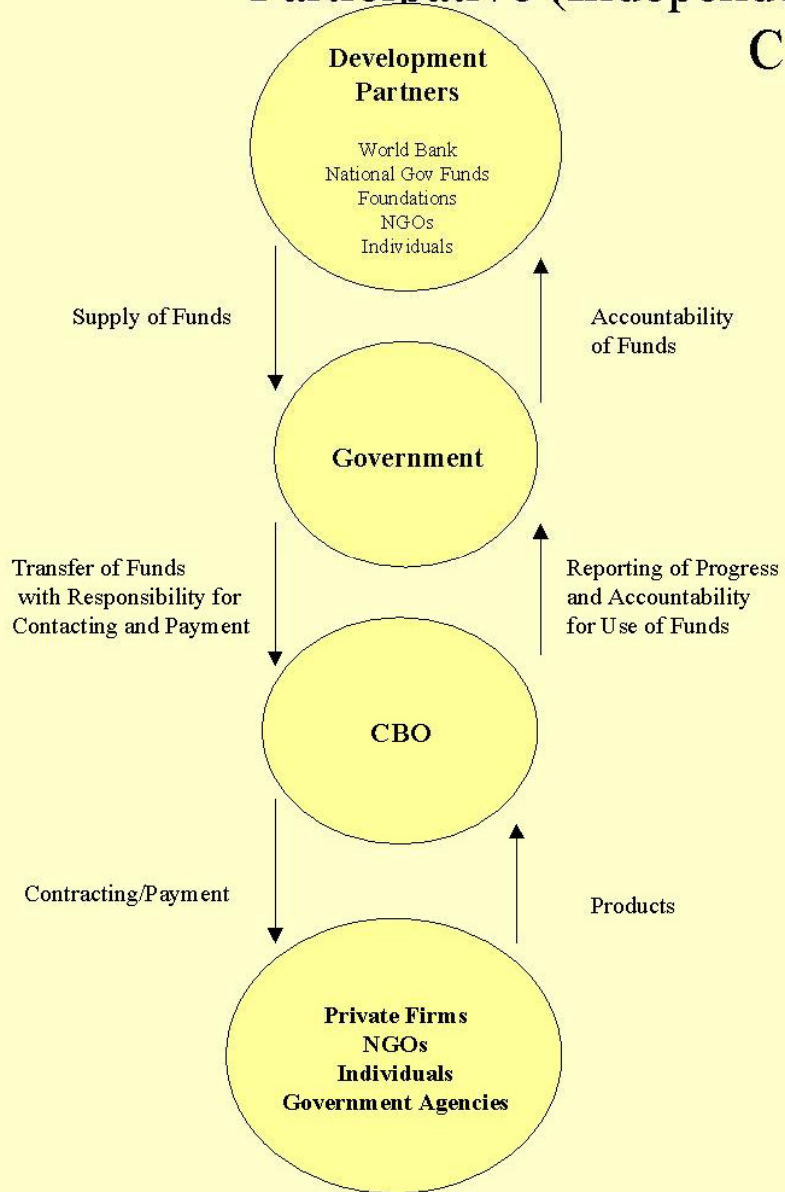 Development
Partners
World Bank
National Gov Funds
Foundations
NGOs
Individuals
Supply of Funds
Accountability
of Funds
Government
Transfer of Funds
with Responsibility for
Contacting and Payment
Reporting of Progress
and Accountability
for Use of Funds
CBO
Contracting/Payment
Products
Private Firms
NGOs
Individuals
Government Agencies